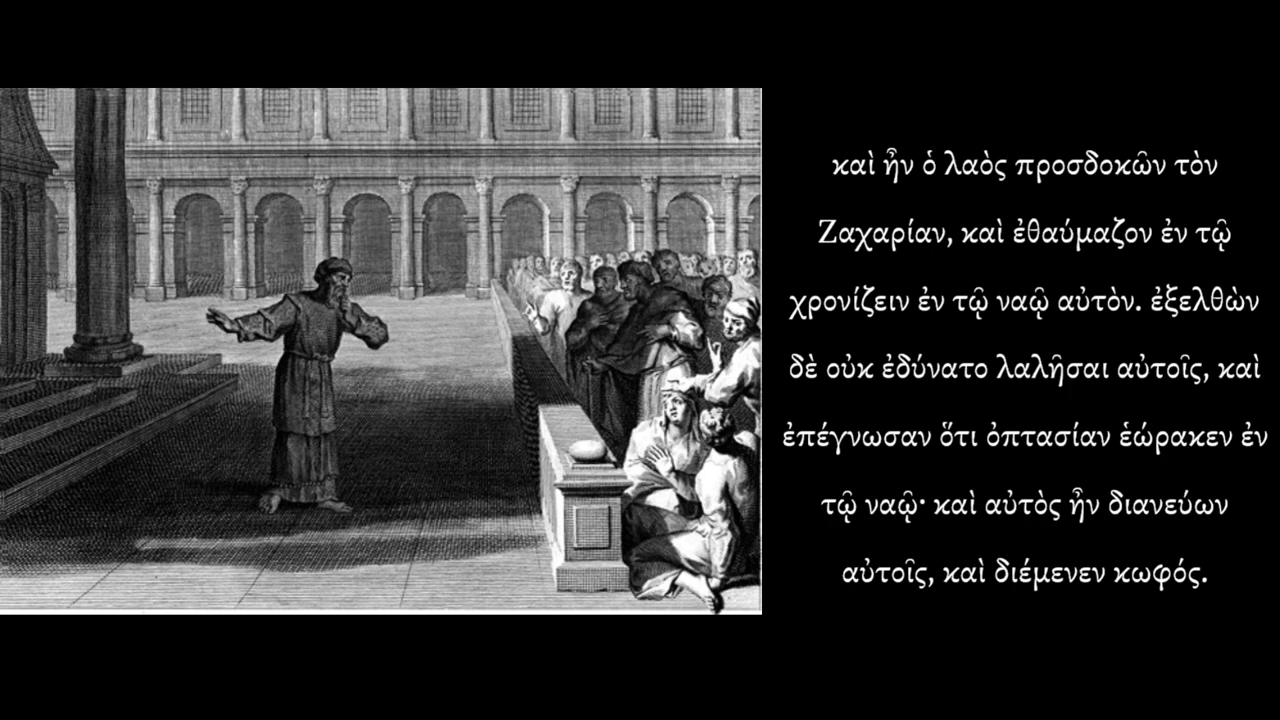 καὶ ἦν ὁ λαὸς προσδοκῶν τὸν
Ζαχαρίαν, καὶ ἐθαύμαζον ἐν τῷ
χρονίζειν ἐν τῷ ναῷ αὐτὸν. ἐξελθὼν
δὲ οὐκ ἐδύνατο λαλῆσαι αὐτοῖς, καὶ
ἐπέγνωσαν ὅτι ὀπτασίαν ἑώρακεν ἐν
τῷ ναῷ· καὶ αὐτὸς ἦν διανεύων
αὐτοῖς, καὶ διέμενεν κωφός.